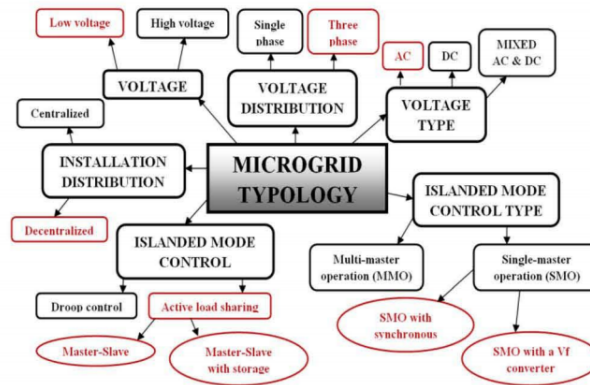 Low voltage
High voltage
Single
phase
Three
phase
AC
DC
MIXED
AC & DC
VOLTAGE
VOLTAGE
DISTRIBUTION
VOLTAGE
TYPE
Centralized
INSTALLATION
DISTRIBUTION
MICROGRID
TYPOLOGY
ISLANDED MODE
CONTROL TYPE
Decentralized
ISLANDED MODE
CONTROL
Multi-master
operation (MMO)
Single-master
operation (SMO)
Droop control
Active load sharing
SMO with
synchronous
Master-Slave
Master-Slave
with storage
SMO with a Vf
converter